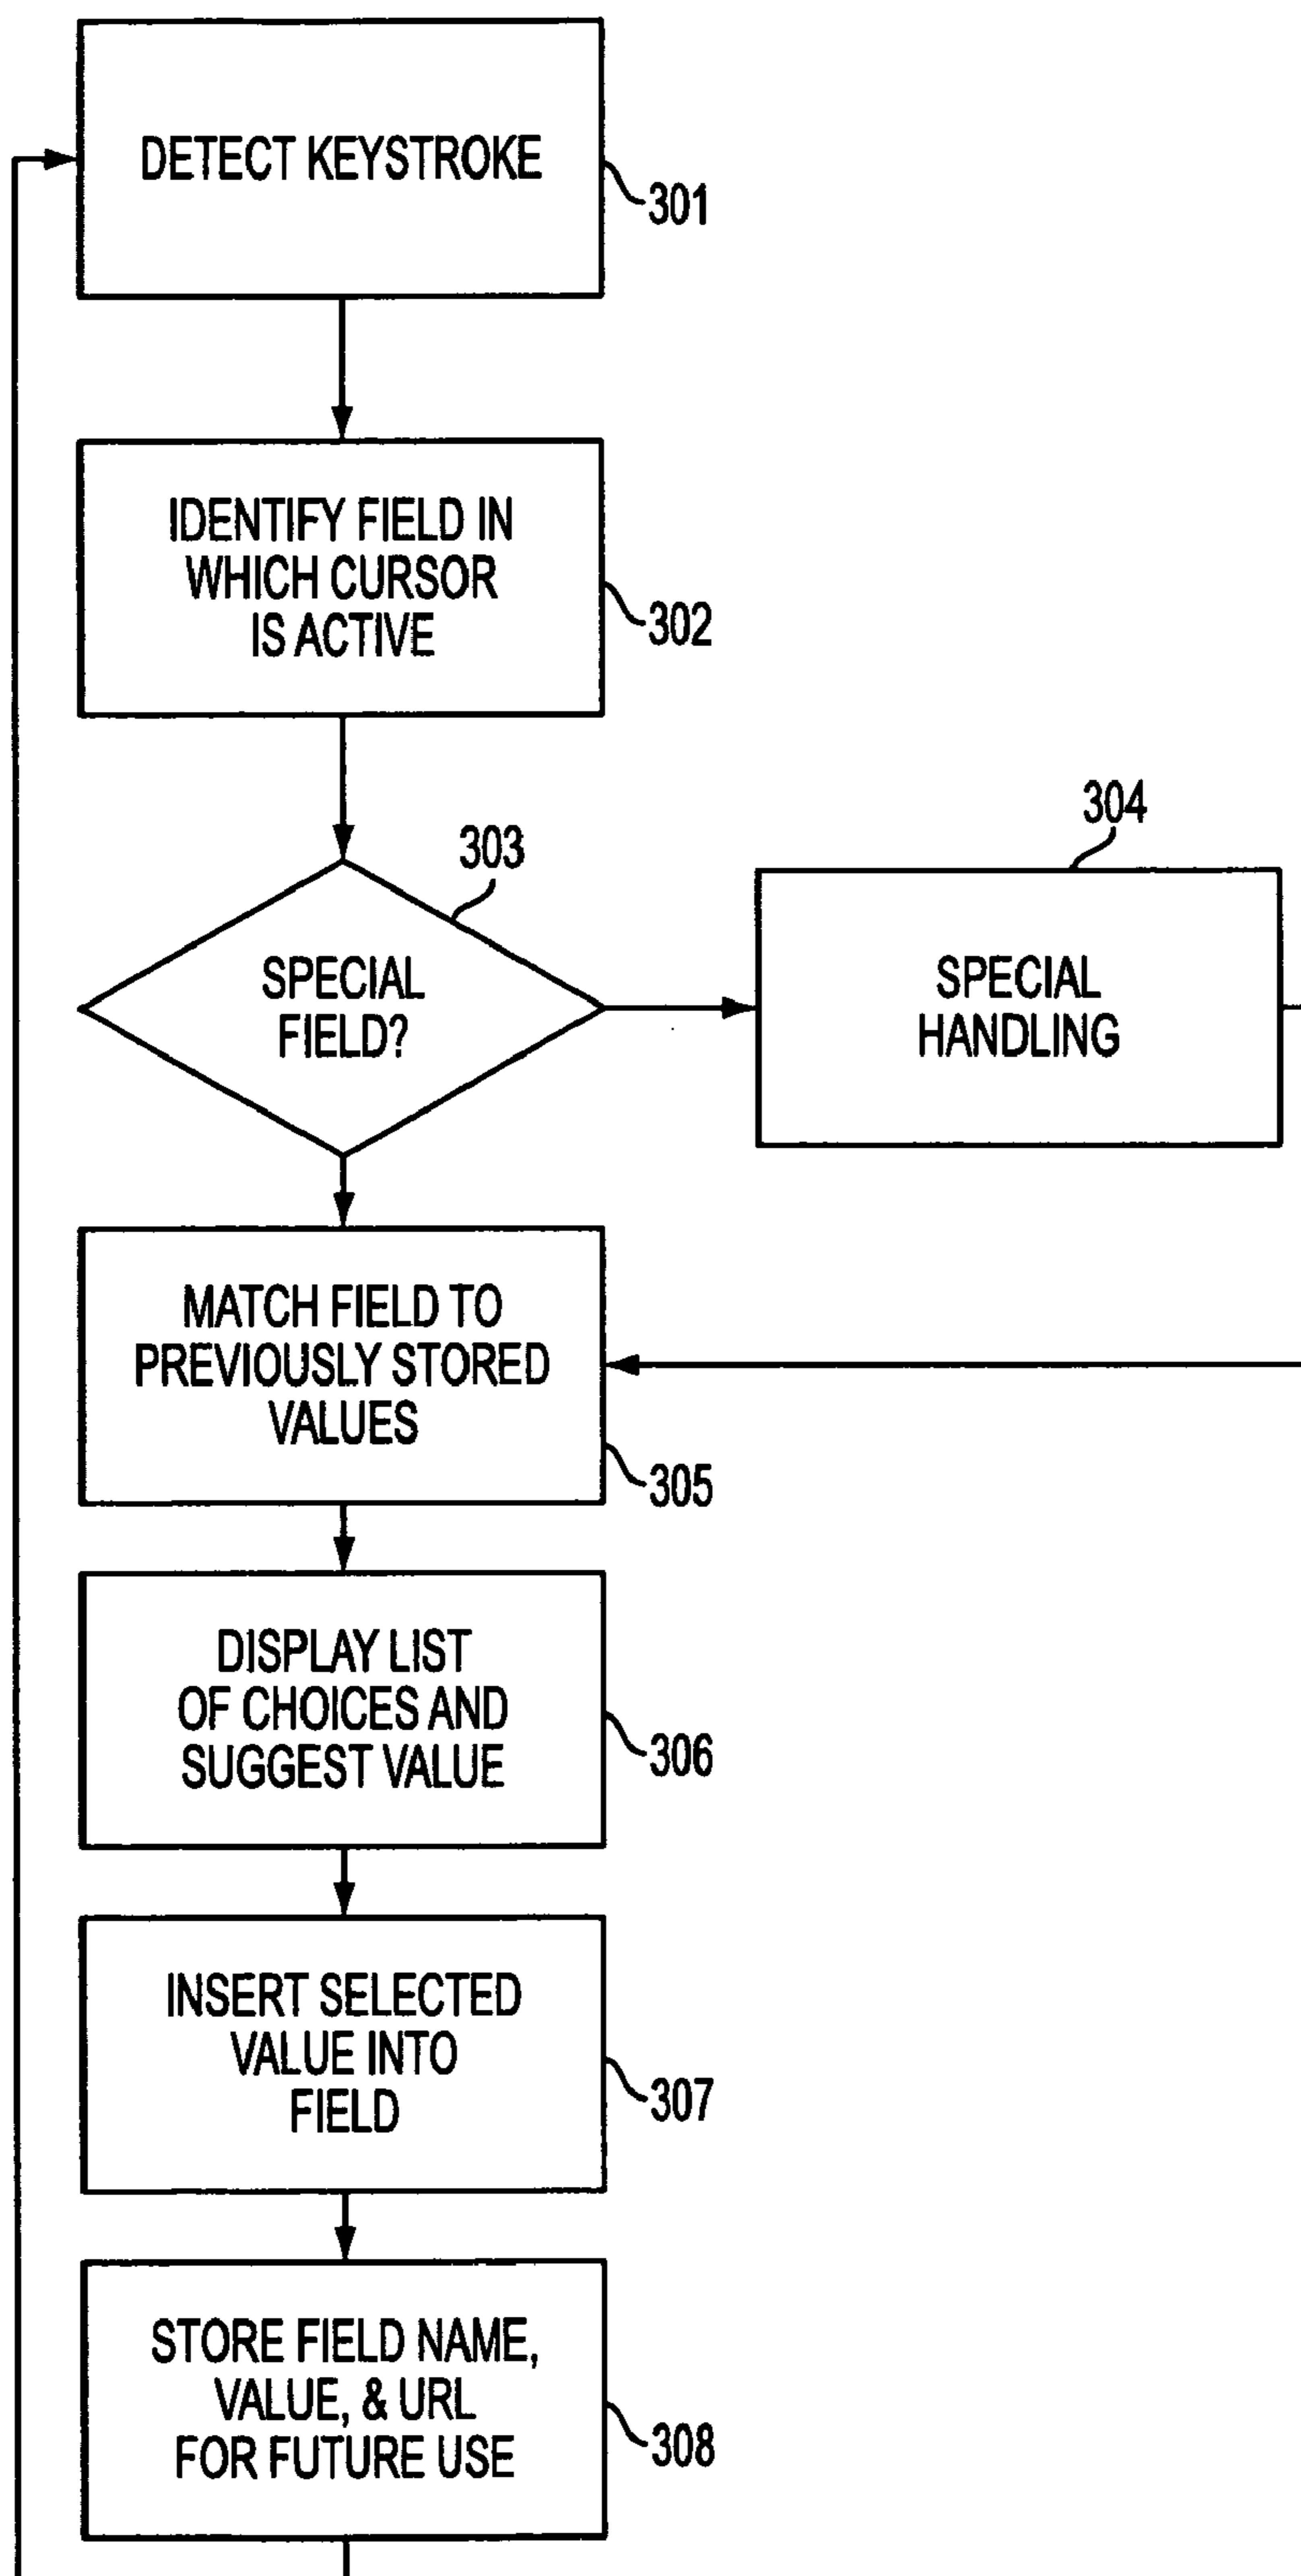 DETECT KEYSTROKE
301
IDENTIFY FIELD IN
WHICH CURSOR
IS ACTIVE
302
303
SPECIAL
FIELD?
304
SPECIAL
HANDLING
MATCH FIELD TO
PREVIOUSLY STORED
VALUES
305
DISPLAY LIST
OF CHOICES AND
SUGGEST VALUE
306
INSERT SELECTED
VALUE INTO
FIELD
307
STORE FIELD NAME,
VALUE, & URL
FOR FUTURE USE
308